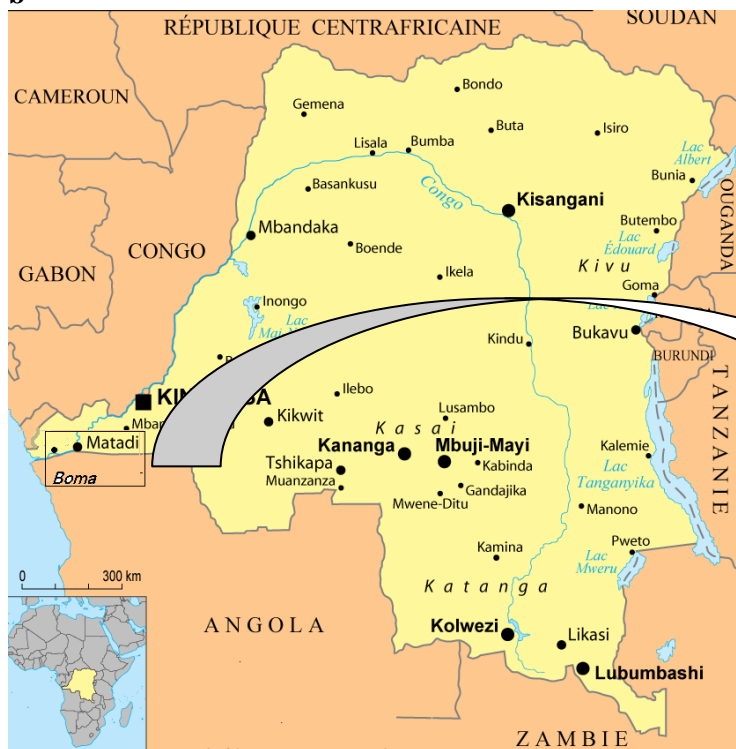 SOUDAN
RÉPUBLIQUE CENTRAFRICAINE
CAMEROUN
Bondo
Gemena
Buta
Isiro
Lisala
Bumba
Lac
Albert
Bunia
Basankusu
Congo
Kisangani
OUGANDA
Mbandaka
Butembo
CONGO
Boende
Lac
Édouard
GABON
Ikela
Kivu
Goma
Inongo
Lac
Bukavu
Kindu
BURUNDI
TANZANIE
Ilebo
Lusambo
Kikwit
Kasai
Matadi
Kananga
Mbuji-Mayi
Kalemie
Tshikapa
Kabinda
Boma
Muanzanza
Gandajika
Lac
Tanganyika
Mwene-Ditu
Manono
Pweto
Kamina
Lac
Mweru
0 300 km
Katanga
ANGOLA
Kolwezi
Likasi
Lubumbashi
ZAMBIE